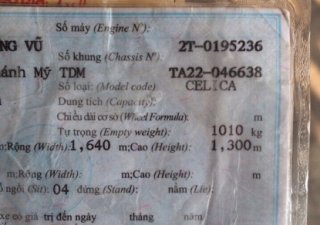 Số máy (Engine Nº):
NG VŨ 2T-0195236
Số khung (Chassis Nº):
ánh Mỹ TDM TA22-046638
Số loại: (Model code) CELICA
Dung tích (Capacity):
Chiều dài cơ sở (Wheel Formula): m
Tự trọng (Empty weight): 1010 kg
m;Rộng (Width): 1,640 m;Cao (Height): 1,300m
m;Rộng (Width): m;Cao (Height): m
ỗ ngồi (Sit): 04 đứng (Stand): nằm (Lie):
xe có giá trị đến ngày tháng năm